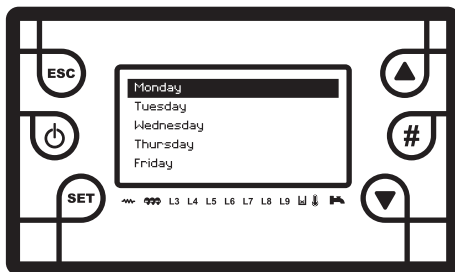 ESC
Monday
Tuesday
Wednesday
Thursday
Friday
#
SET
L3 L4 L5 L6 L7 L8 L9